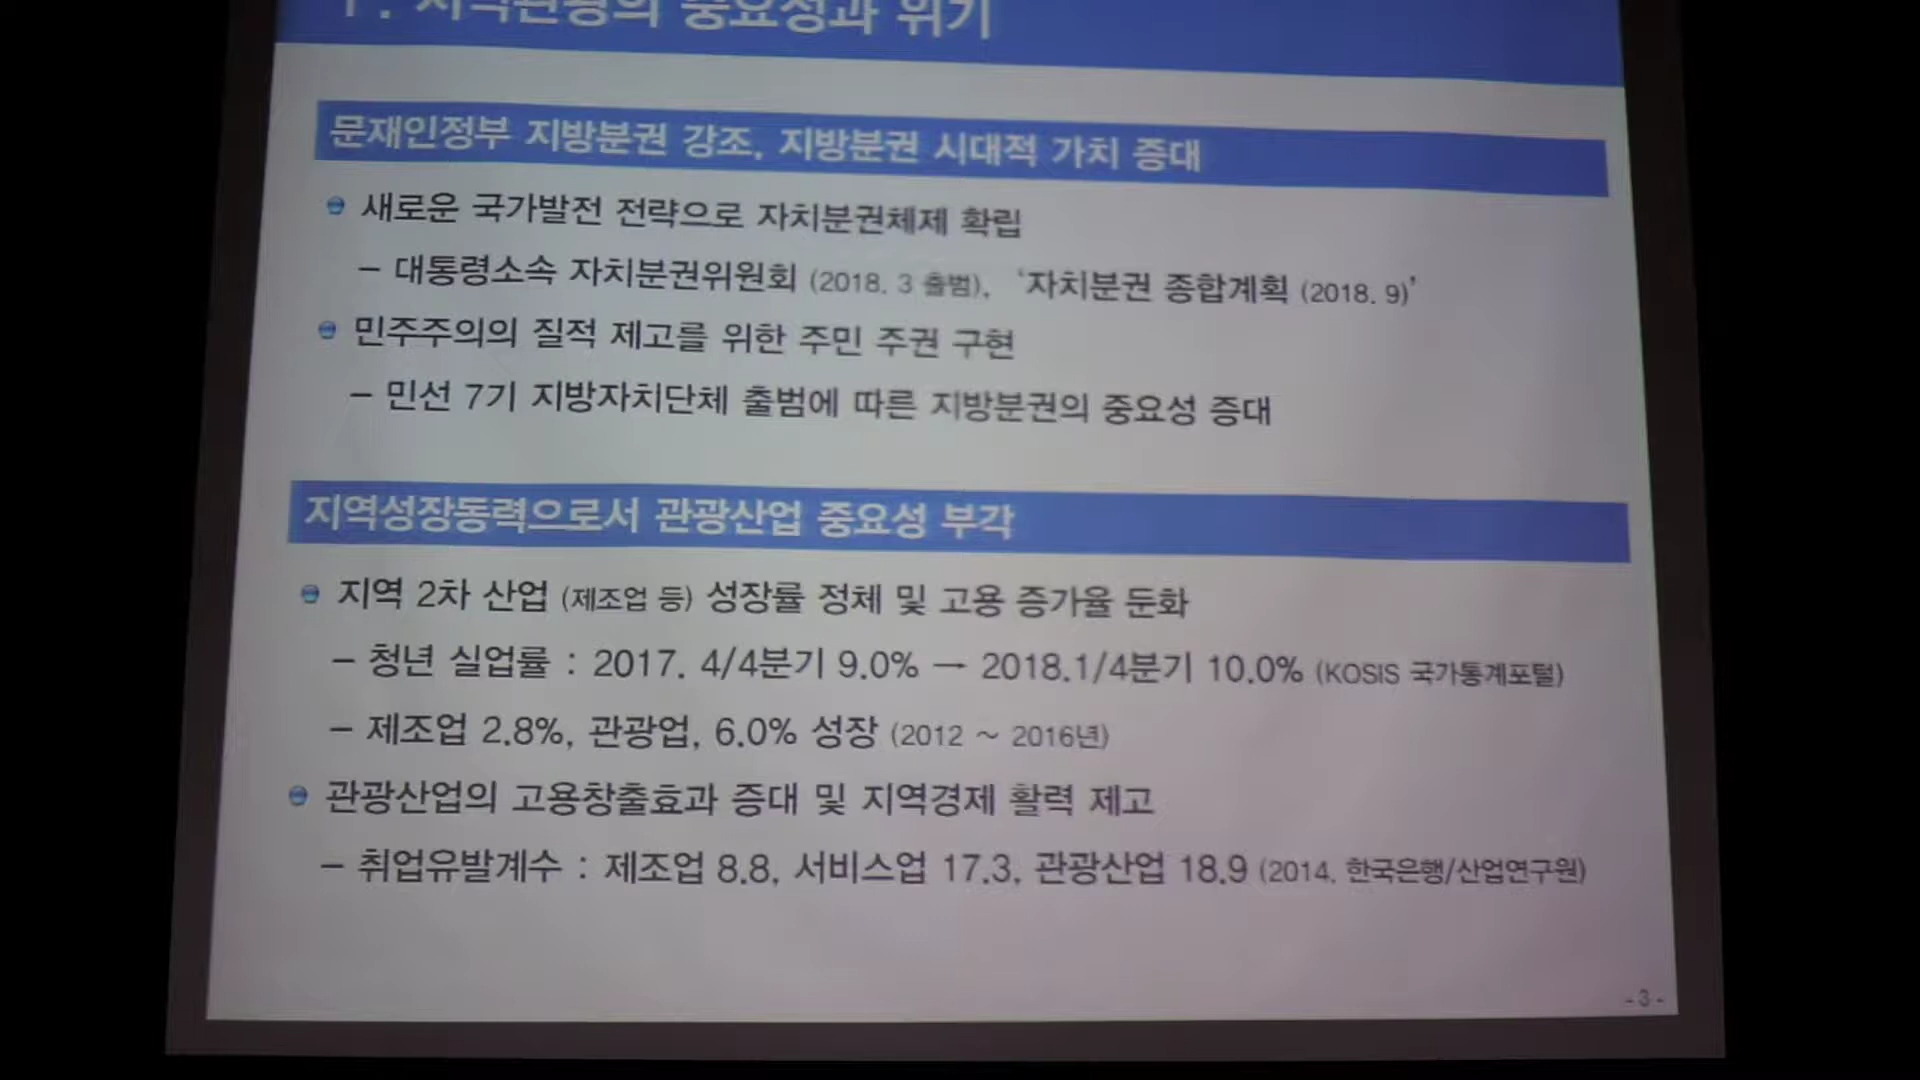 1. 지역관광의 중요성과 위기
문재인정부 지방분권 강조, 지방분권 시대적 가치 증대
새로운 국가발전 전략으로 자치분권체제 확립
– 대통령소속 자치분권위원회 (2018. 3 출범), ‘자치분권 종합계획 (2018. 9)’
민주주의의 질적 제고를 위한 주민 주권 구현
– 민선 7기 지방자치단체 출범에 따른 지방분권의 중요성 증대
지역성장동력으로서 관광산업 중요성 부각
지역 2차 산업 (제조업 등) 성장률 정체 및 고용 증가율 둔화
– 청년 실업률 : 2017. 4/4분기 9.0% → 2018.1/4분기 10.0% (KOSIS 국가통계포털)
– 제조업 2.8%, 관광업, 6.0% 성장 (2012 ~ 2016년)
관광산업의 고용창출효과 증대 및 지역경제 활력 제고
– 취업유발계수 : 제조업 8.8, 서비스업 17.3, 관광산업 18.9 (2014, 한국은행/산업연구원)
- 3 -